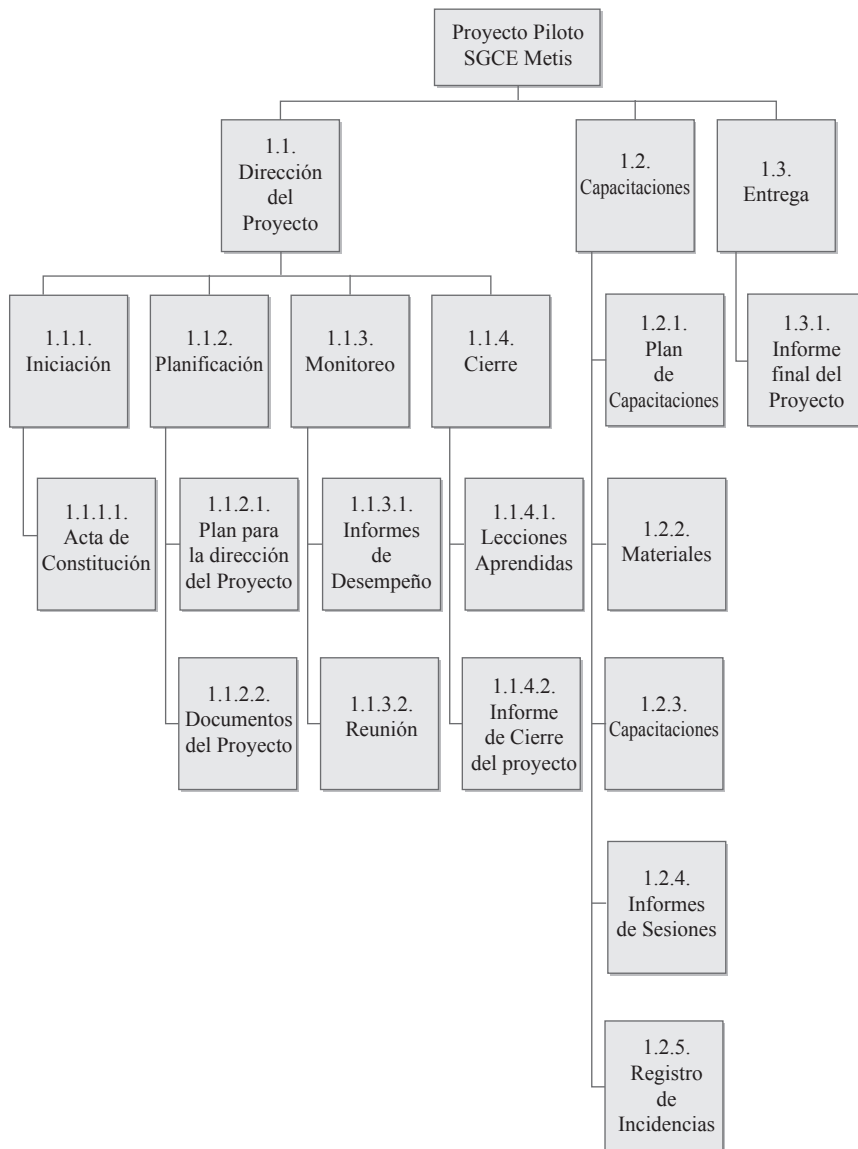 Proyecto Piloto
SGCE Metis
1.1.
Dirección
del
Proyecto
1.2.
Capacitaciones
1.3.
Entrega
1.1.1.
Iniciación
1.1.2.
Planificación
1.1.3.
Monitoreo
1.1.4.
Cierre
1.2.1.
Plan
de
Capacitaciones
1.3.1.
Informe
final del
Proyecto
1.1.1.1.
Acta de
Constitución
1.1.2.1.
Plan para
la dirección
del Proyecto
1.1.3.1.
Informes
de
Desempeño
1.1.4.1.
Lecciones
Aprendidas
1.2.2.
Materiales
1.1.2.2.
Documentos
del Proyecto
1.1.3.2.
Reunión
1.1.4.2.
Informe
de Cierre
del proyecto
1.2.3.
Capacitaciones
1.2.4.
Informes
de Sesiones
1.2.5.
Registro
de
Incidencias